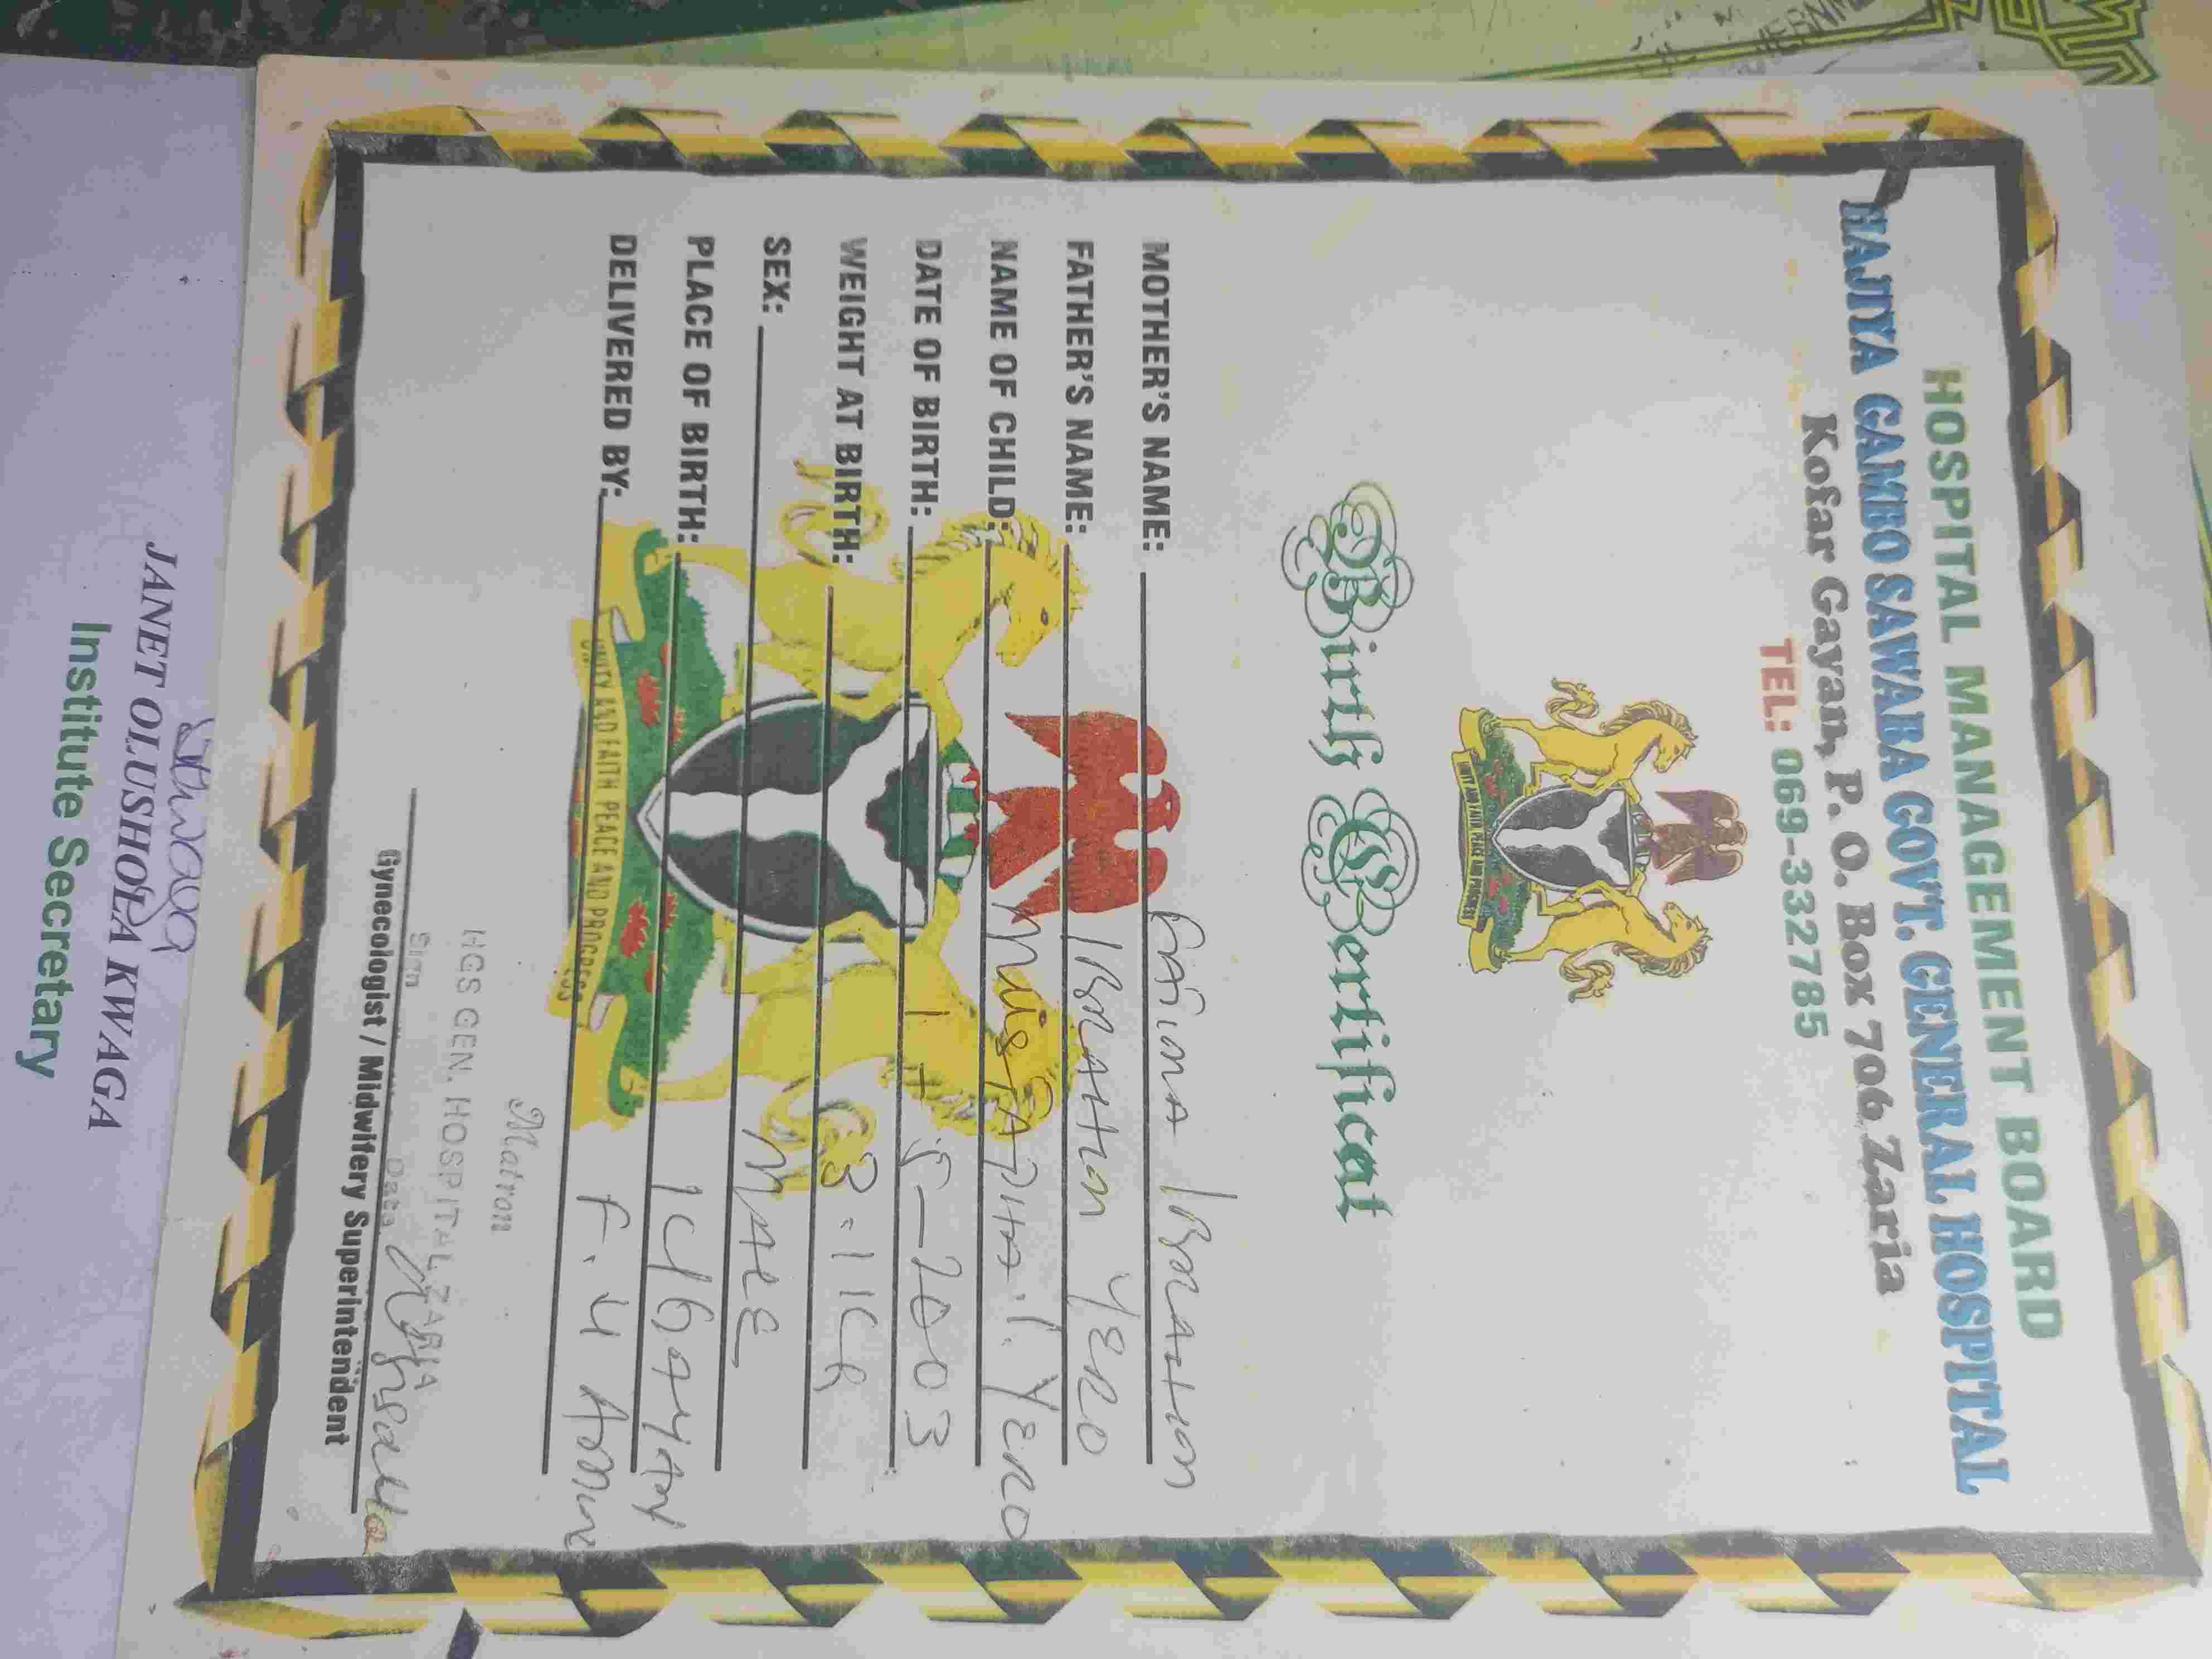 HOSPITAL MANAGEMENT BOARD
HAJIYA GAMBO SAWABA GOVT. GENERAL HOSPITAL
Kofar Gayan, P. O. Box 706 Zaria
TEL: 069-332785
UNITY AND FAITH, PEACE AND PROGRESS
Birth Certificat
MOTHER'S NAME: Fatima Ibrahim
FATHER'S NAME: Ibrahim Yero
NAME OF CHILD: Mustapha . I. Yero
DATE OF BIRTH: 1 + 5 - 2003
WEIGHT AT BIRTH: 3.1KG
SEX: MALE
PLACE OF BIRTH:
DELIVERED BY:
UNITY AND FAITH PEACE AND PROGRESS
Matron
HGS GEN. HOSPITAL ZARIA
Sign Date
Gynecologist / Midwifery Superintendent
JANET OLUSHOLA KWAGA
Institute Secretary